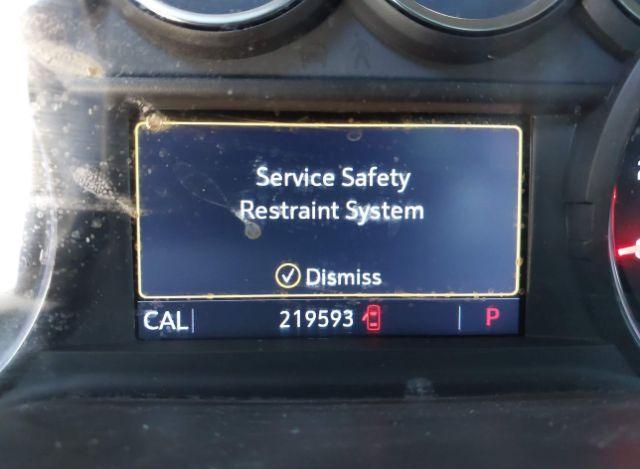 Service Safety
Restraint System
Dismiss
CAL 219593 P